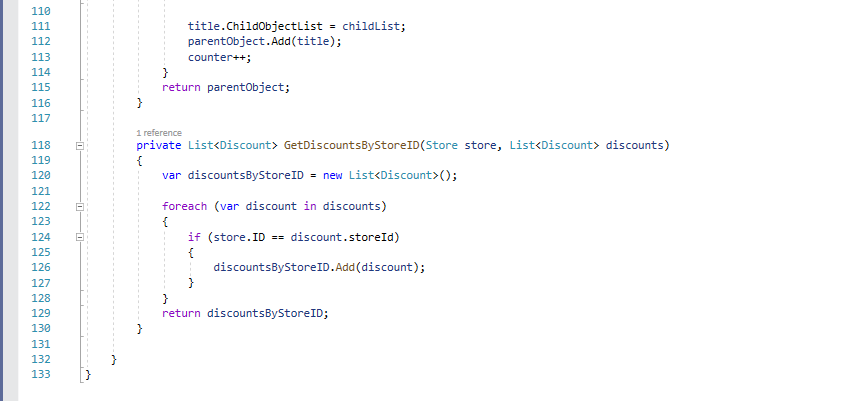 110
111 title.ChildObjectList = childList;
112 parentObject.Add(title);
113 counter++;
114 }
115 return parentObject;
116 }
117
1 reference
118 private List<Discount> GetDiscountsByStoreID(Store store, List<Discount> discounts)
119 {
120 var discountsByStoreID = new List<Discount>();
121
122 foreach (var discount in discounts)
123 {
124 if (store.ID == discount.storeId)
125 {
126 discountsByStoreID.Add(discount);
127 }
128 }
129 return discountsByStoreID;
130 }
131
132 }
133 }